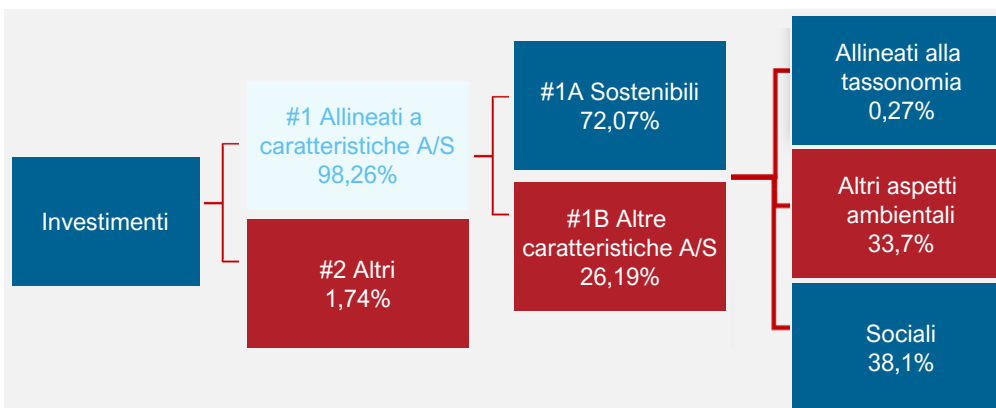 Investimenti
#1 Allineati a
caratteristiche A/S
98,26%
#2 Altri
1,74%
#1A Sostenibili
72,07%
#1B Altre
caratteristiche A/S
26,19%
Allineati alla
tassonomia
0,27%
Altri aspetti
ambientali
33,7%
Sociali
38,1%